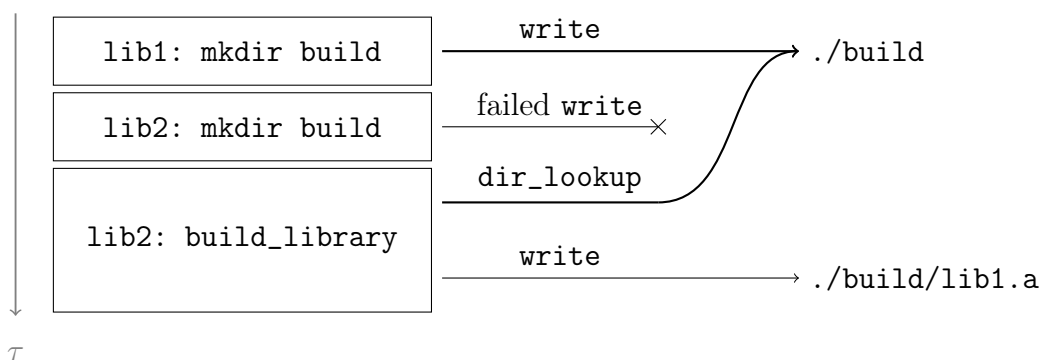 lib1: mkdir build
write
./build
lib2: mkdir build
failed write
dir_lookup
lib2: build_library
write
./build/lib1.a
τ